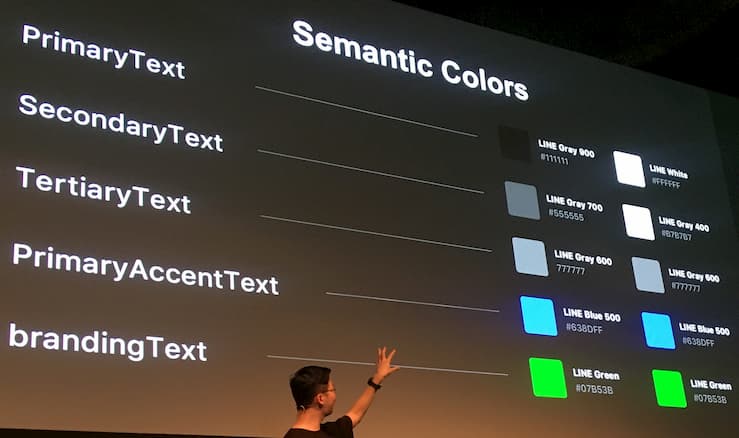 Semantic Colors
PrimaryText
LINE Gray 900
#111111
LINE White
#FFFFFF
SecondaryText
LINE Gray 700
#555555
LINE Gray 400
#B7B7B7
TertiaryText
LINE Gray 600
777777
LINE Gray 600
#777777
PrimaryAccentText
LINE Blue 500
#638DFF
LINE Blue 500
#638DFF
brandingText
LINE Green
#07B53B
LINE Green
#07B53B